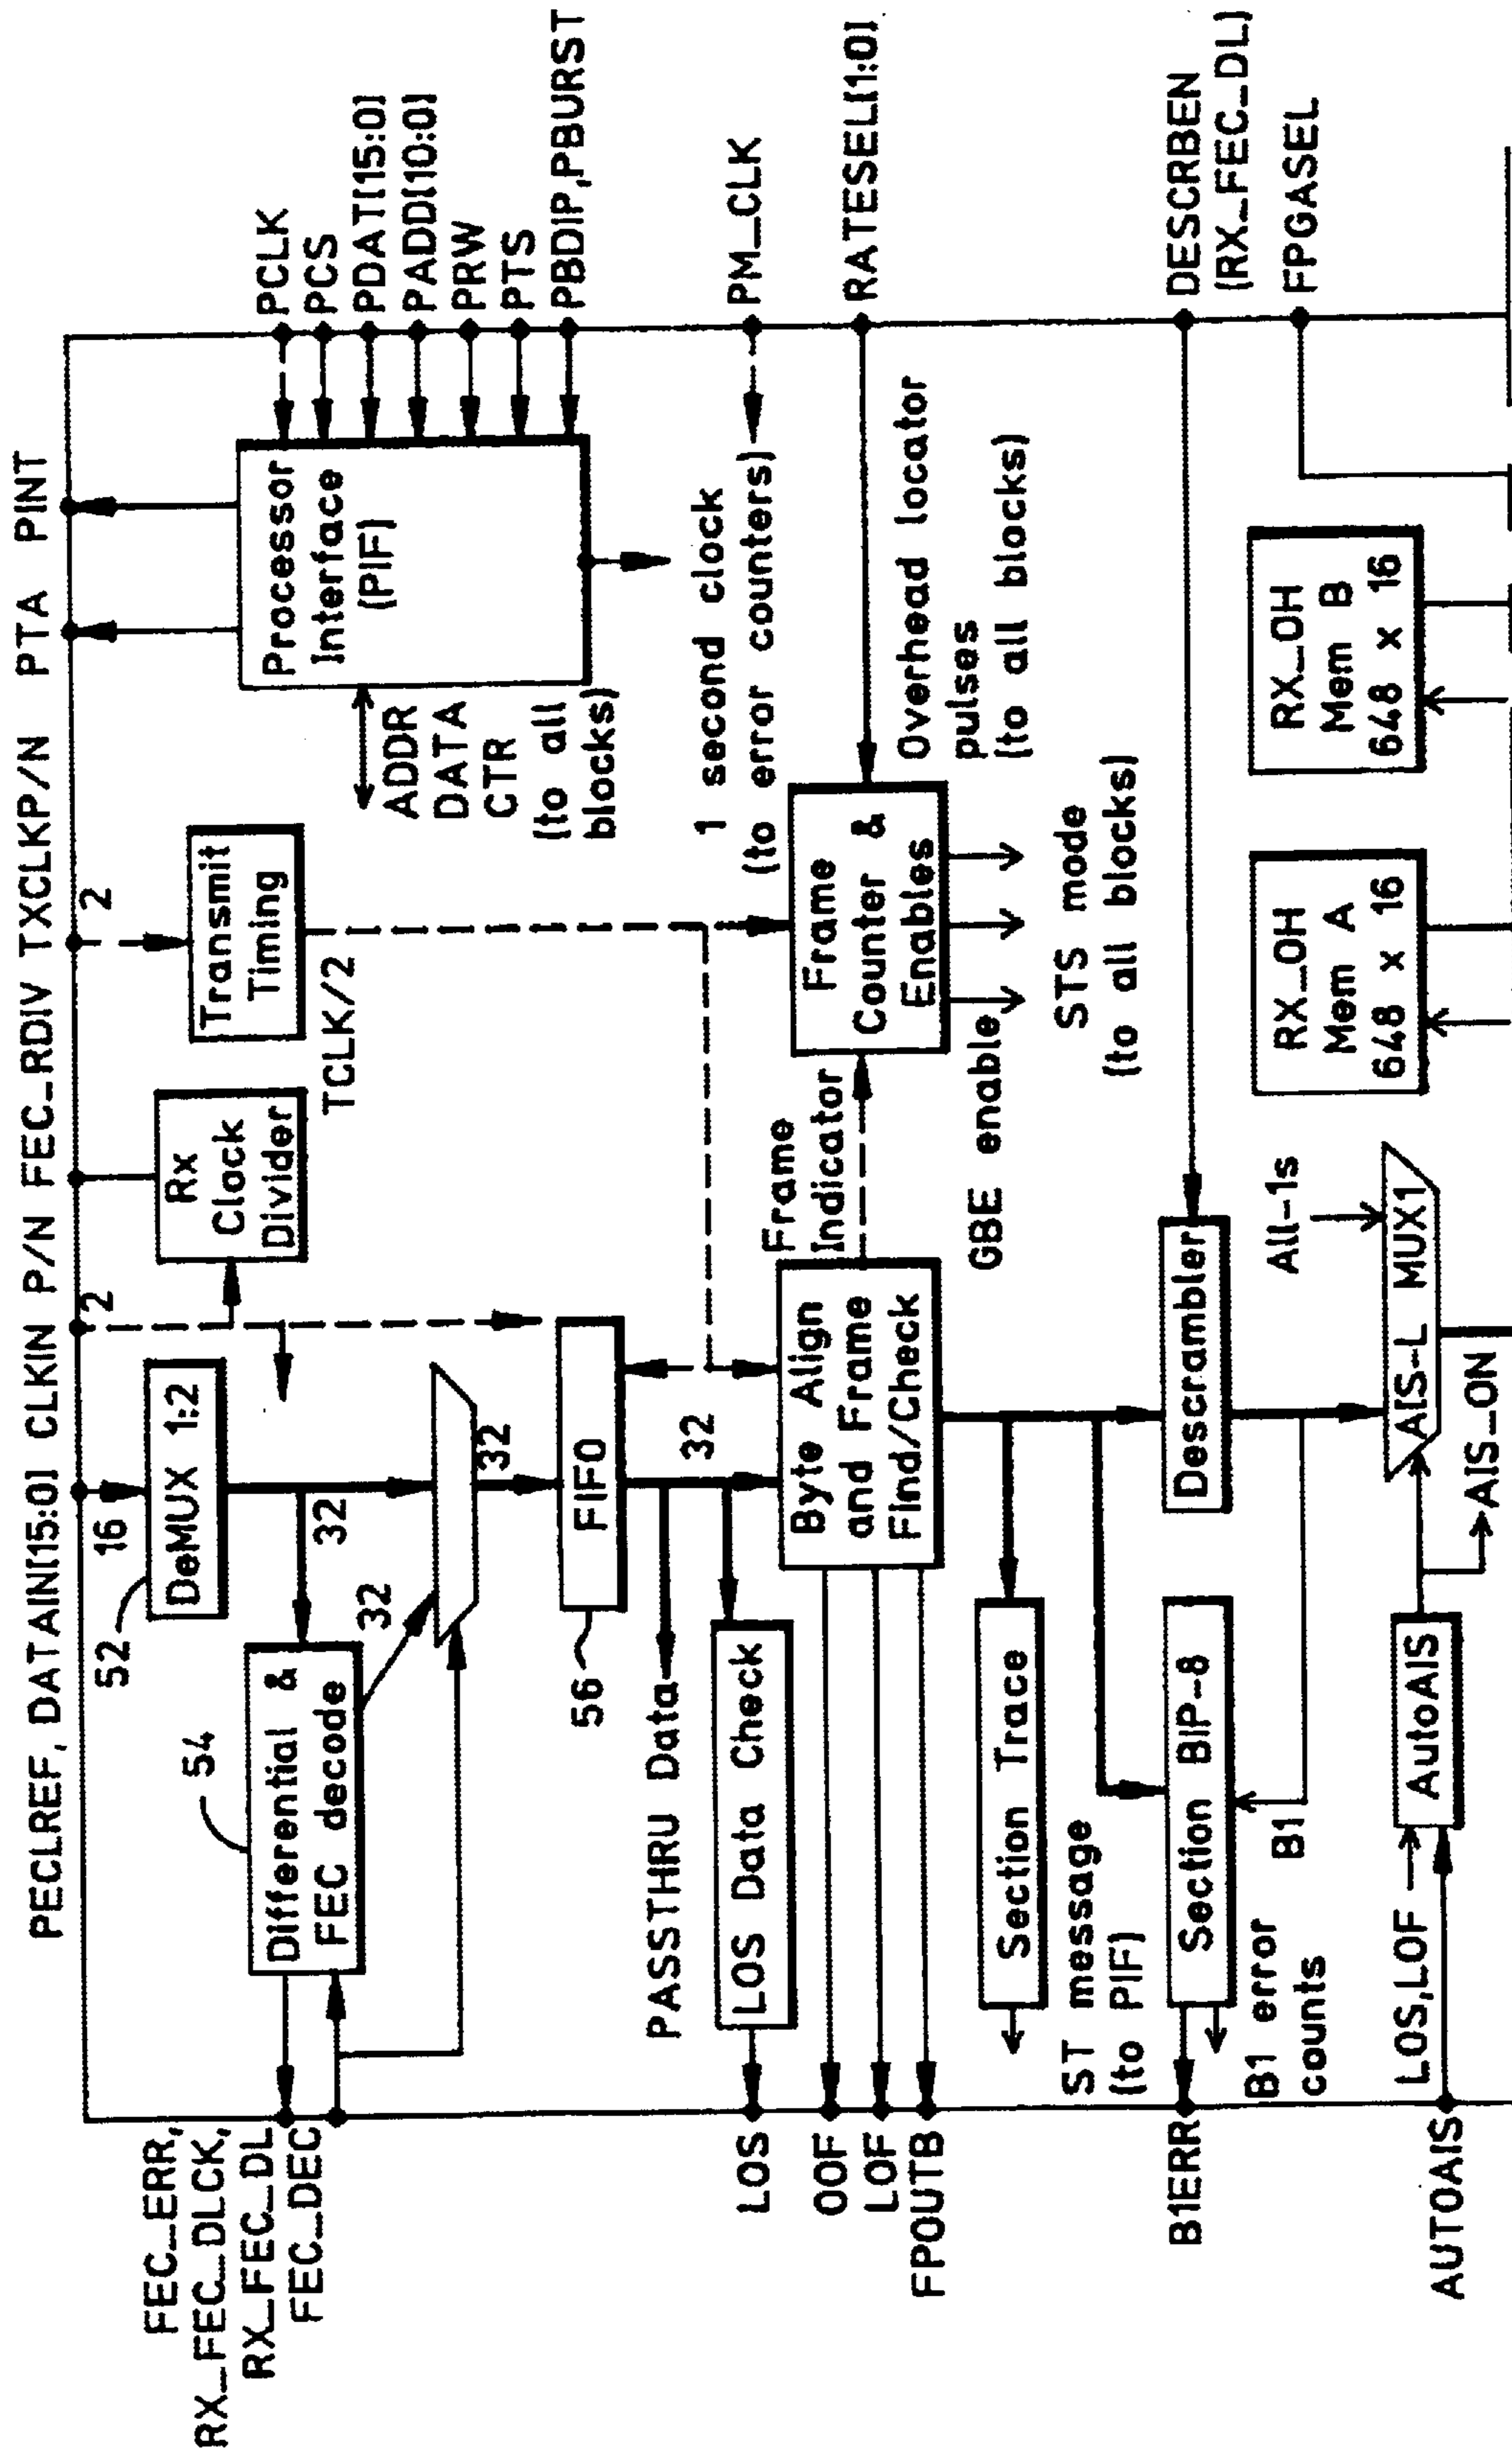 PECLREF, DATAIN[15:0] CLKIN P/N FEC_RDIV TXCLKP/N PTA PINT
16
2
2
52
DeMUX 1:2
Rx
Clock
Divider
Transmit
Timing
TCLK/2
Processor
Interface
(PIF)
PCLK
PCS
PDAT[15:0]
PADD[10:0]
PRW
PTS
PBDIP,PBURST
ADDR
DATA
CTR
(to all
blocks)
54
Differential &
FEC decode
32
32
32
FEC_ERR,
RX_FEC_DLCK,
RX_FEC_DL
FEC_DEC
56
FIFO
PASSTHRU Data
32
1 second clock
(to error counters)
PM_CLK
LOS Data Check
LOS
Byte Align
and Frame
Find/Check
Frame
Indicator
Frame
Counter &
Enables
RATESEL[1:0]
Overhead locator
pulses
(to all blocks)
OOF
LOF
FPOUTB
GBE enable
STS mode
(to all blocks)
Section Trace
ST message
(to PIF)
Section BIP-8
B1ERR
B1 error
counts
B1
Descrambler
DESCRBEN
(RX_FEC_DL)
FPGASEL
LOS,LOF
AutoAIS
AUTOAIS
AIS_ON
AIS-L MUX1
All-1s
RX_OH
Mem A
648 x 16
RX_OH
Mem B
648 x 16